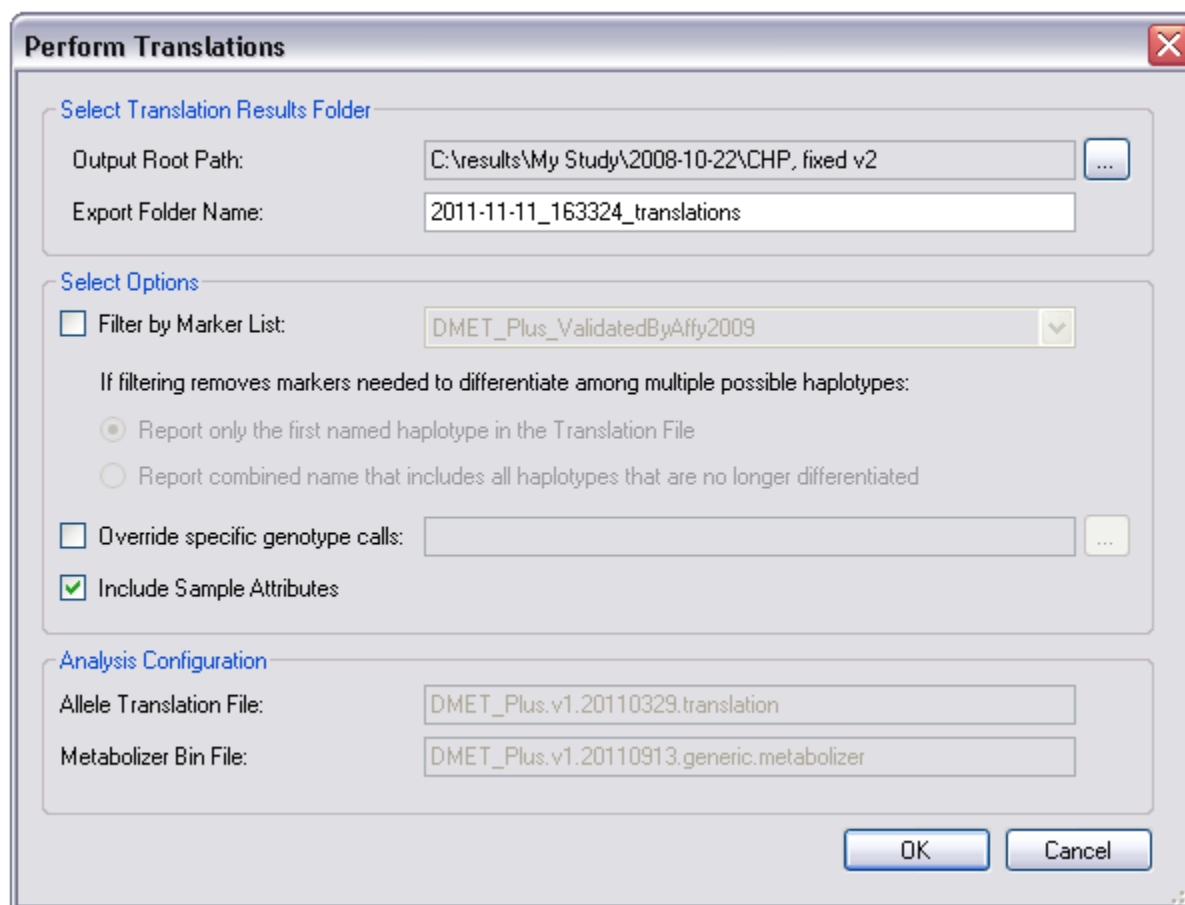 Perform Translations
Select Translation Results Folder
Output Root Path: C:\results\My Study\2008-10-22\CHP, fixed v2 ...
Export Folder Name: 2011-11-11_163324_translations
Select Options
Filter by Marker List: DMET_Plus_ValidatedByAffy2009
If filtering removes markers needed to differentiate among multiple possible haplotypes:
Report only the first named haplotype in the Translation File
Report combined name that includes all haplotypes that are no longer differentiated
Override specific genotype calls: ...
Include Sample Attributes
Analysis Configuration
Allele Translation File: DMET_Plus.v1.20110329.translation
Metabolizer Bin File: DMET_Plus.v1.20110913.generic.metabolizer
OK Cancel